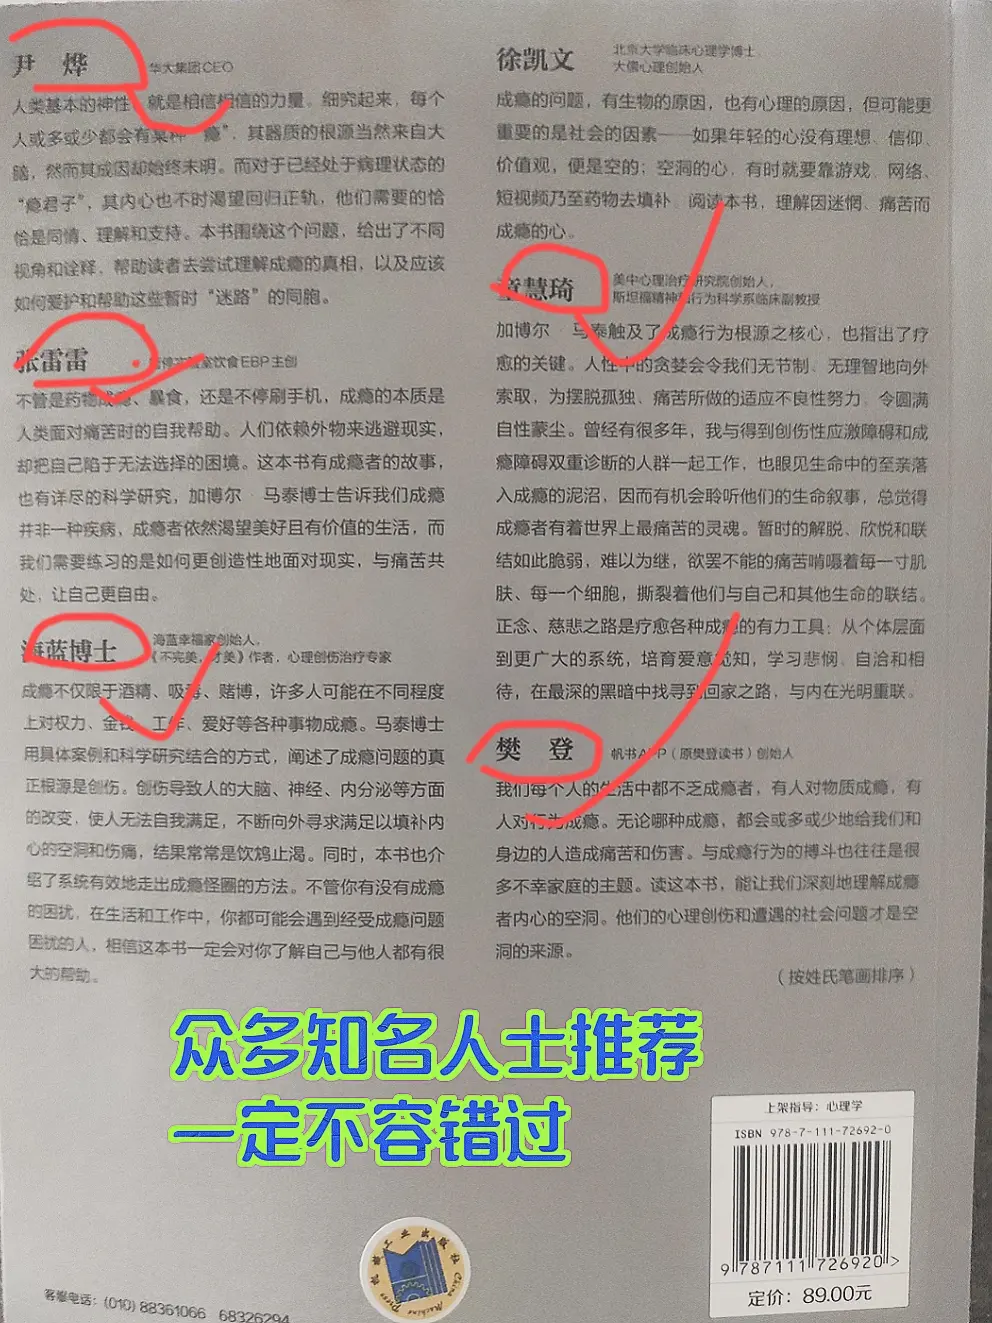 尹 烨 华大集团CEO
人类基本的神性，就是相信相信的力量。细究起来，每个
人或多或少都会有某种“瘾”，其器质的根源当然来自大
脑，然而其成因却始终未明。而对于已经处于病理状态的
“瘾君子”，其内心也不时渴望回归正轨，他们需要的恰
恰是同情、理解和支持。本书围绕这个问题，给出了不同
视角和诠释，帮助读者去尝试理解成瘾的真相，以及应该
如何爱护和帮助这些暂时“迷路”的同胞。
张雷雷 饮食EBP主创
不管是药物成瘾、暴食，还是不停刷手机，成瘾的本质是
人类面对痛苦时的自我帮助。人们依赖外物来逃避现实，
却把自己陷于无法选择的困境。这本书有成瘾者的故事，
也有详尽的科学研究，加博尔·马泰博士告诉我们成瘾
并非一种疾病，成瘾者依然渴望美好且有价值的生活，而
我们需要练习的是如何更创造性地面对现实，与痛苦共
处，让自己更自由。
海蓝博士 海蓝幸福家创始人，
《不完美，才美》作者，心理创伤治疗专家
成瘾不仅限于酒精、吸毒、赌博，许多人可能在不同程度
上对权力、金钱、工作、爱好等各种事物成瘾。马泰博士
用具体案例和科学研究结合的方式，阐述了成瘾问题的真
正根源是创伤。创伤导致人的大脑、神经、内分泌等方面
的改变，使人无法自我满足，不断向外寻求满足以填补内
心的空洞和伤痛，结果常常是饮鸩止渴。同时，本书也介
绍了系统有效地走出成瘾怪圈的方法。不管你有没有成瘾
的困扰，在生活和工作中，你都可能会遇到经受成瘾问题
困扰的人，相信这本书一定会对你了解自己与他人都有很
大的帮助。
徐凯文 北京大学临床心理学博士，
大儒心理创始人
成瘾的问题，有生物的原因，也有心理的原因，但可能更
重要的是社会的因素——如果年轻的心没有理想、信仰、
价值观，便是空的；空洞的心，有时就要靠游戏、网络、
短视频乃至药物去填补。阅读本书，理解因迷惘、痛苦而
成瘾的心。
童慧琦 美中心理治疗研究院创始人，
斯坦福精神和行为科学系临床副教授
加博尔·马泰触及了成瘾行为根源之核心，也指出了疗
愈的关键。人性中的贪婪会令我们无节制、无理智地向外
索取，为摆脱孤独、痛苦所做的适应不良性努力，令圆满
自性蒙尘。曾经有很多年，我与得到创伤性应激障碍和成
瘾障碍双重诊断的人群一起工作，也眼见生命中的至亲落
入成瘾的泥沼，因而有机会聆听他们的生命叙事，总觉得
成瘾者有着世界上最痛苦的灵魂。暂时的解脱、欣悦和联
结如此脆弱，难以为继，欲罢不能的痛苦啃嗫着每一寸肌
肤、每一个细胞，撕裂着他们与自己和其他生命的联结。
正念、慈悲之路是疗愈各种成瘾的有力工具：从个体层面
到更广大的系统，培育爱意觉知，学习悲悯、自洽和相
待，在最深的黑暗中找寻到回家之路，与内在光明重联。
樊 登 帆书APP（原樊登读书）创始人
我们每个人的生活中都不乏成瘾者，有人对物质成瘾，有
人对行为成瘾。无论哪种成瘾，都会或多或少地给我们和
身边的人造成痛苦和伤害。与成瘾行为的搏斗也往往是很
多不幸家庭的主题。读这本书，能让我们深刻地理解成瘾
者内心的空洞。他们的心理创伤和遭遇的社会问题才是空
洞的来源。
（按姓氏笔画排序）
众多知名人士推荐
一定不容错过
上架指导：心理学
ISBN 978-7-111-72692-0
9 787111 726920 >
定价：89.00元
机械工业出版社
China Machine Press
客服电话：(010) 88361066 68326294